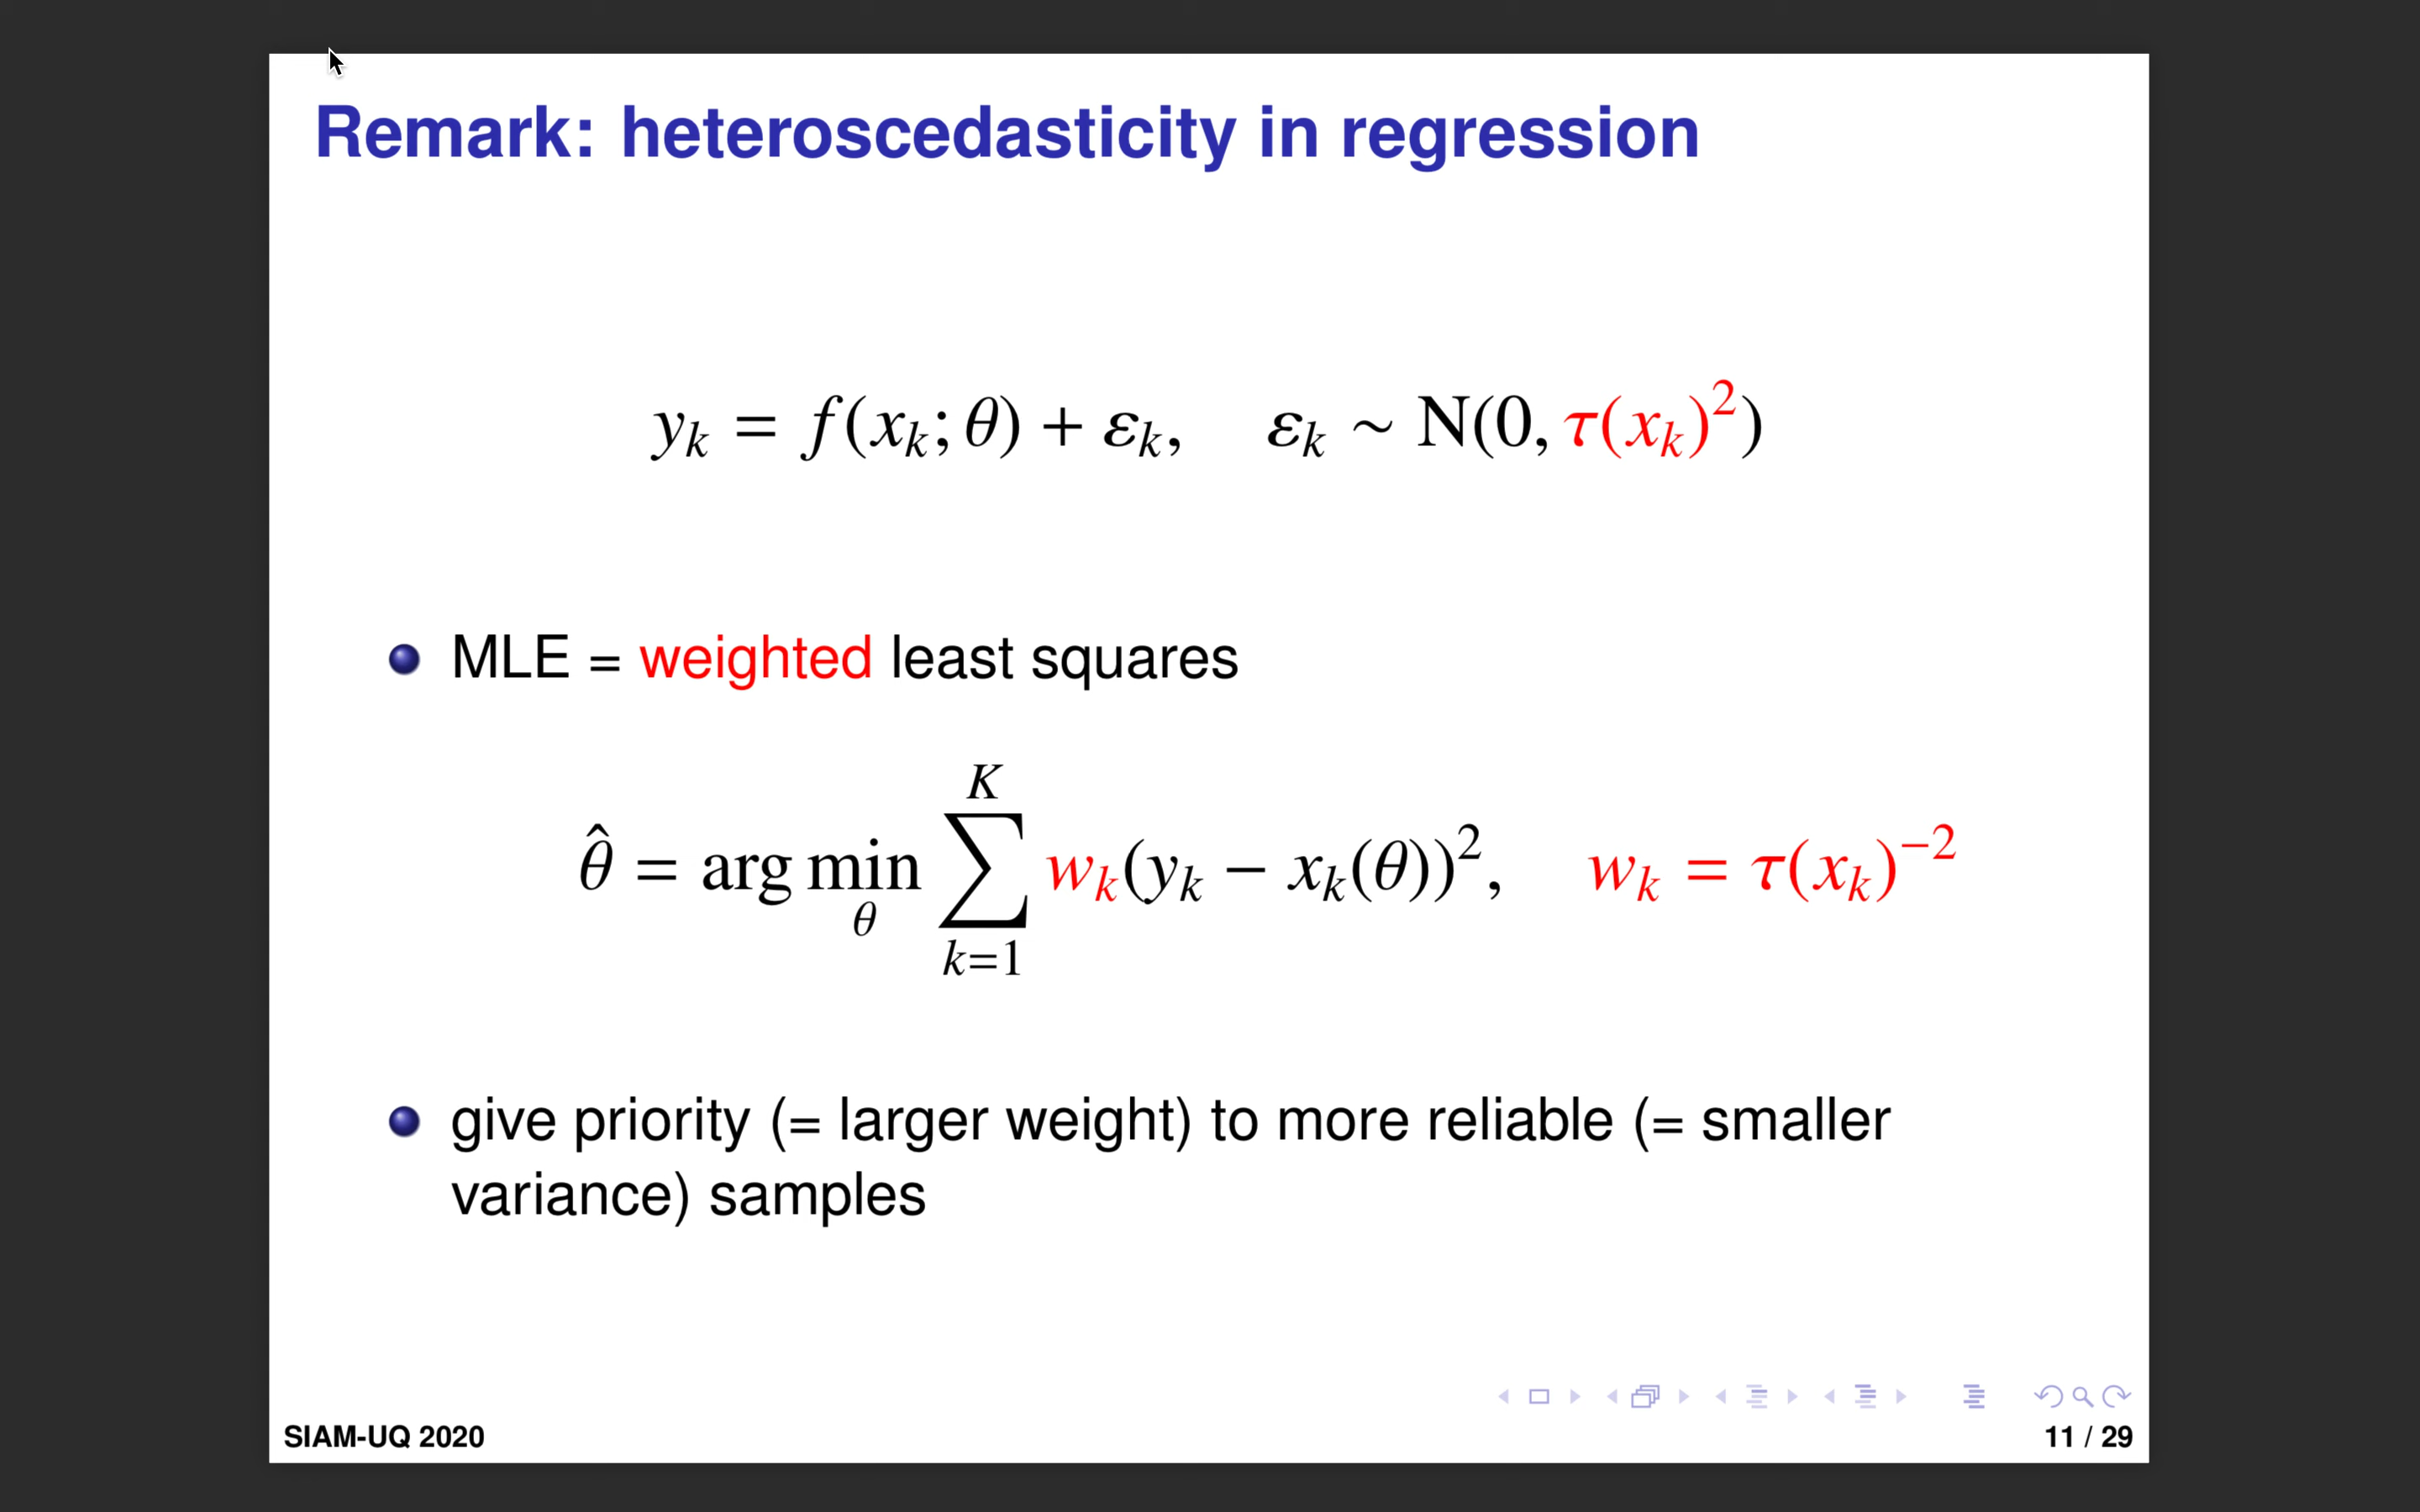 Remark: heteroscedasticity in regression
y_k = f(x_k; θ) + ε_k, ε_k ∼ N(0, τ(x_k)^2)
MLE = weighted least squares
θ̂ = arg min_θ ∑_{k=1}^{K} w_k(y_k − x_k(θ))^2, w_k = τ(x_k)^{−2}
give priority (= larger weight) to more reliable (= smaller
variance) samples
SIAM-UQ 2020
11 / 29